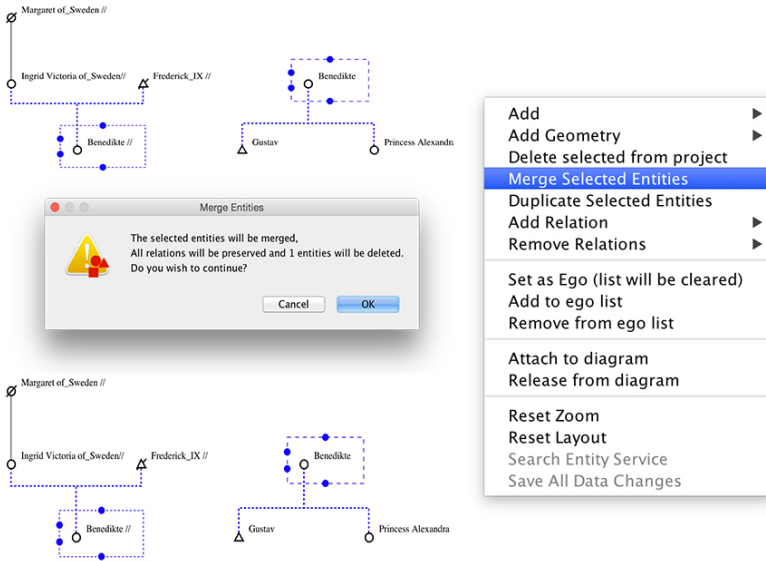 Margaret of_Sweden //
Ingrid Victoria of_Sweden//
Frederick_IX //
Benedikte
Benedikte //
Gustav
Princess Alexandra
Merge Entities
The selected entities will be merged,
All relations will be preserved and 1 entities will be deleted.
Do you wish to continue?
Cancel
OK
Margaret of_Sweden //
Ingrid Victoria of_Sweden//
Frederick_IX //
Benedikte
Benedikte //
Gustav
Princess Alexandra
Add
Add Geometry
Delete selected from project
Merge Selected Entities
Duplicate Selected Entities
Add Relation
Remove Relations
Set as Ego (list will be cleared)
Add to ego list
Remove from ego list
Attach to diagram
Release from diagram
Reset Zoom
Reset Layout
Search Entity Service
Save All Data Changes